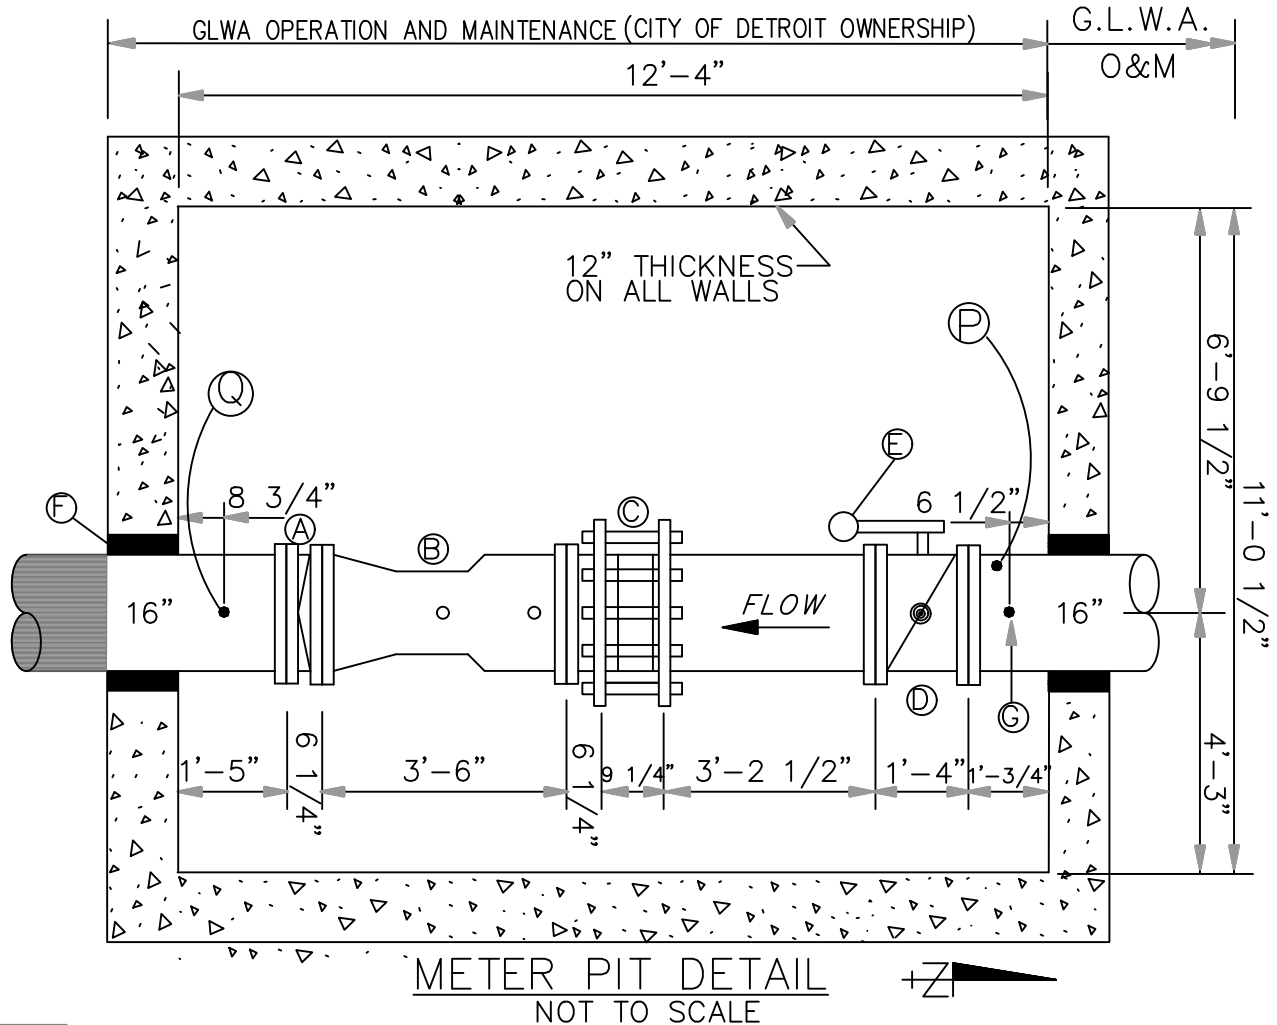 GLWA OPERATION AND MAINTENANCE (CITY OF DETROIT OWNERSHIP)
G.L.W.A.
O&M
12'-4"
12" THICKNESS
ON ALL WALLS
P
Q
E
6'-9 1/2"
11'-0 1/2"
F
8 3/4"
A
B
C
6 1/2"
16"
FLOW
16"
D
G
4'-3"
1'-5"
6 1/4"
3'-6"
6 1/4"
9 1/4"
3'-2 1/2"
1'-4"
1'-3/4"
METER PIT DETAIL
NOT TO SCALE
N